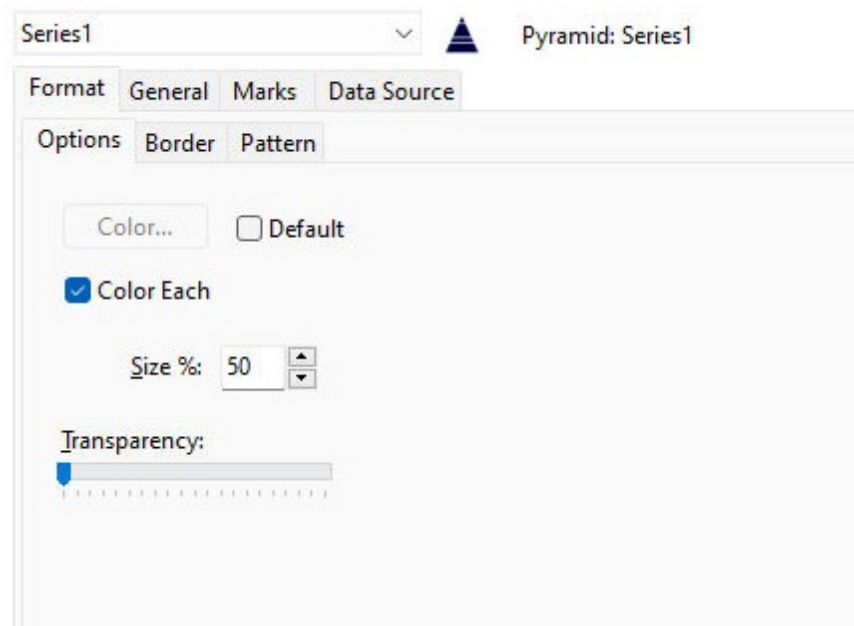 Series1 Pyramid: Series1
Format General Marks Data Source
Options Border Pattern
Color... Default
Color Each
Size %: 50
Transparency: